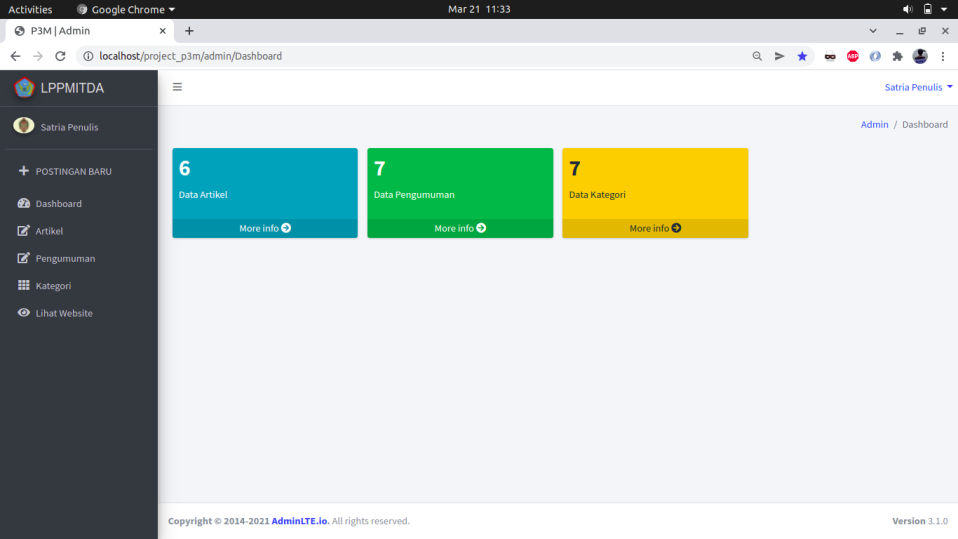 Activities Google Chrome Mar 21 11:33
P3M | Admin
localhost/project_p3m/admin/Dashboard ABP
LPPMITDA Satria Penulis
Satria Penulis
Admin / Dashboard
POSTINGAN BARU
Dashboard
Artikel
Pengumuman
Kategori
Lihat Website
6
Data Artikel
More info
7
Data Pengumuman
More info
7
Data Kategori
More info
Copyright © 2014-2021 AdminLTE.io. All rights reserved. Version 3.1.0